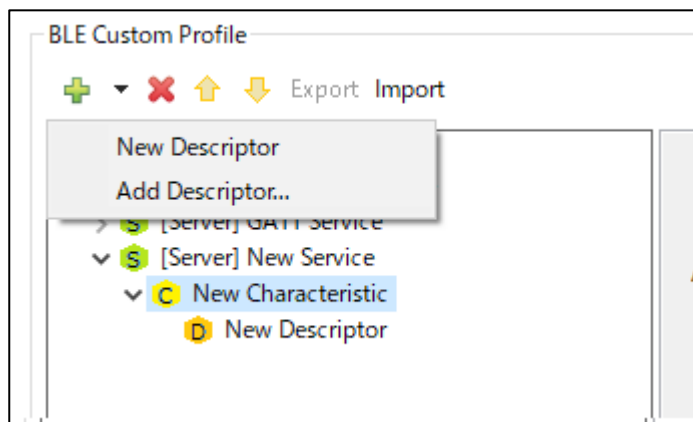 BLE Custom Profile
Export Import
New Descriptor
Add Descriptor...
S [Server] GATT Service
S [Server] New Service
C New Characteristic
D New Descriptor